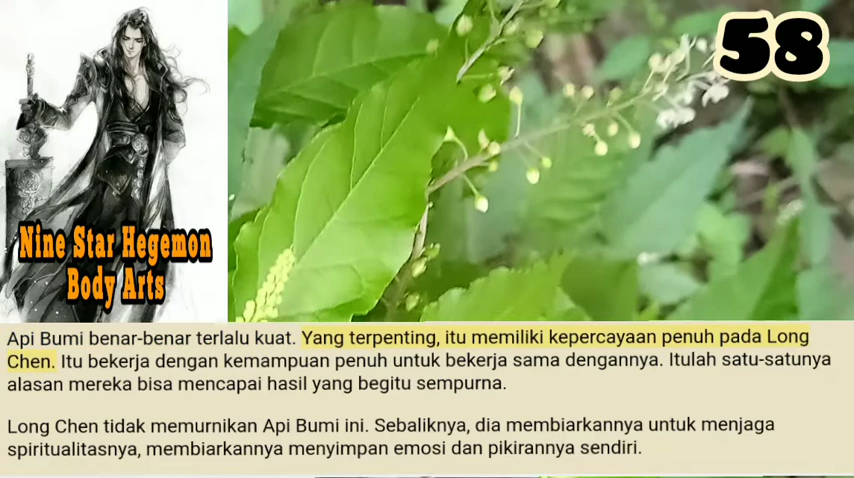 58
Nine Star Hegemon
Body Arts
Api Bumi benar-benar terlalu kuat. Yang terpenting, itu memiliki kepercayaan penuh pada Long
Chen. Itu bekerja dengan kemampuan penuh untuk bekerja sama dengannya. Itulah satu-satunya
alasan mereka bisa mencapai hasil yang begitu sempurna.
Long Chen tidak memurnikan Api Bumi ini. Sebaliknya, dia membiarkannya untuk menjaga
spiritualitasnya, membiarkannya menyimpan emosi dan pikirannya sendiri.